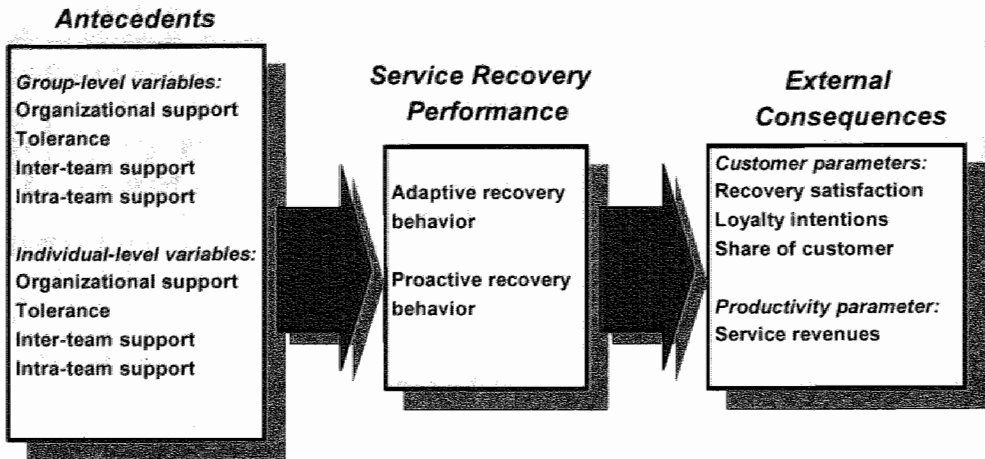 Antecedents
Group-level variables:
Organizational support
Tolerance
Inter-team support
Intra-team support
Individual-level variables:
Organizational support
Tolerance
Inter-team support
Intra-team support
Service Recovery
Performance
Adaptive recovery
behavior
Proactive recovery
behavior
External
Consequences
Customer parameters:
Recovery satisfaction
Loyalty intentions
Share of customer
Productivity parameter:
Service revenues